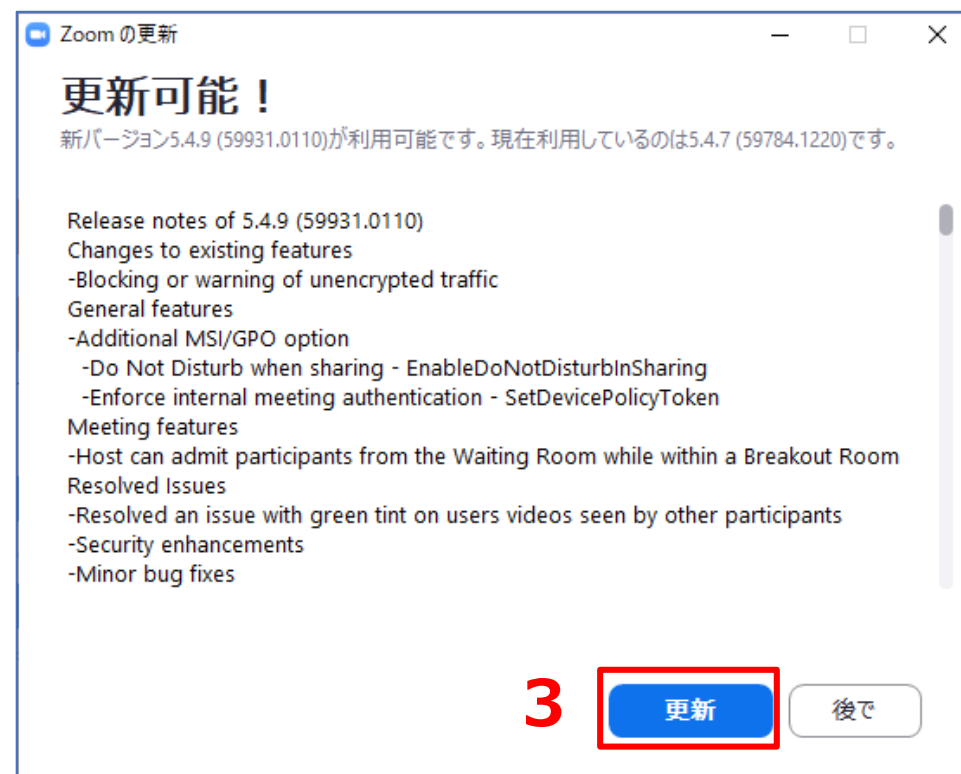 Zoom の更新
更新可能！
新バージョン5.4.9 (59931.0110)が利用可能です。現在利用しているのは5.4.7 (59784.1220)です。
Release notes of 5.4.9 (59931.0110)
Changes to existing features
-Blocking or warning of unencrypted traffic
General features
-Additional MSI/GPO option
-Do Not Disturb when sharing - EnableDoNotDisturbInSharing
-Enforce internal meeting authentication - SetDevicePolicyToken
Meeting features
-Host can admit participants from the Waiting Room while within a Breakout Room
Resolved Issues
-Resolved an issue with green tint on users videos seen by other participants
-Security enhancements
-Minor bug fixes
3 更新 後で